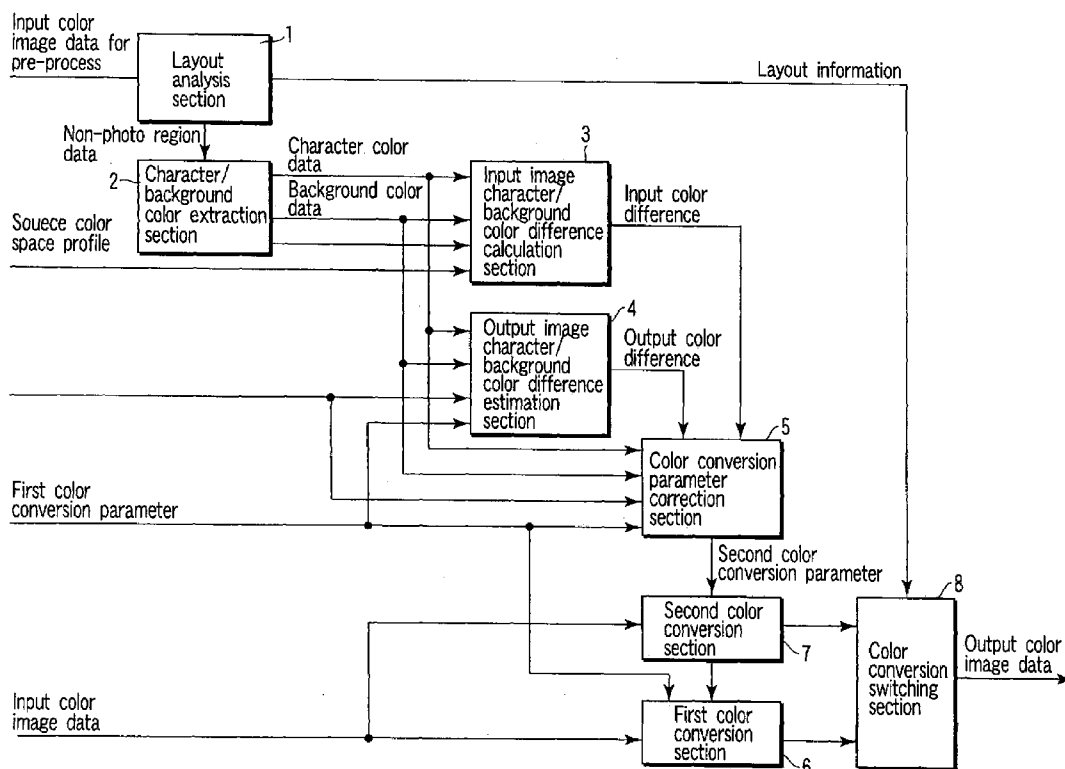 Input color
image data for
pre-process
1
Layout
analysis
section
Layout information
Non-photo region
data
2
Character/
background
color extraction
section
Character color
data
Background color
data
3
Input image
character/
background
color difference
calculation
section
Input color
difference
Souece color
space profile
4
Output image
character/
background
color difference
estimation
section
Output color
difference
5
Color conversion
parameter
correction
section
First color
conversion parameter
Second color
conversion parameter
Second color
conversion
section
7
8
Color
conversion
switching
section
Output color
image data
Input color
image data
First color
conversion
section
6